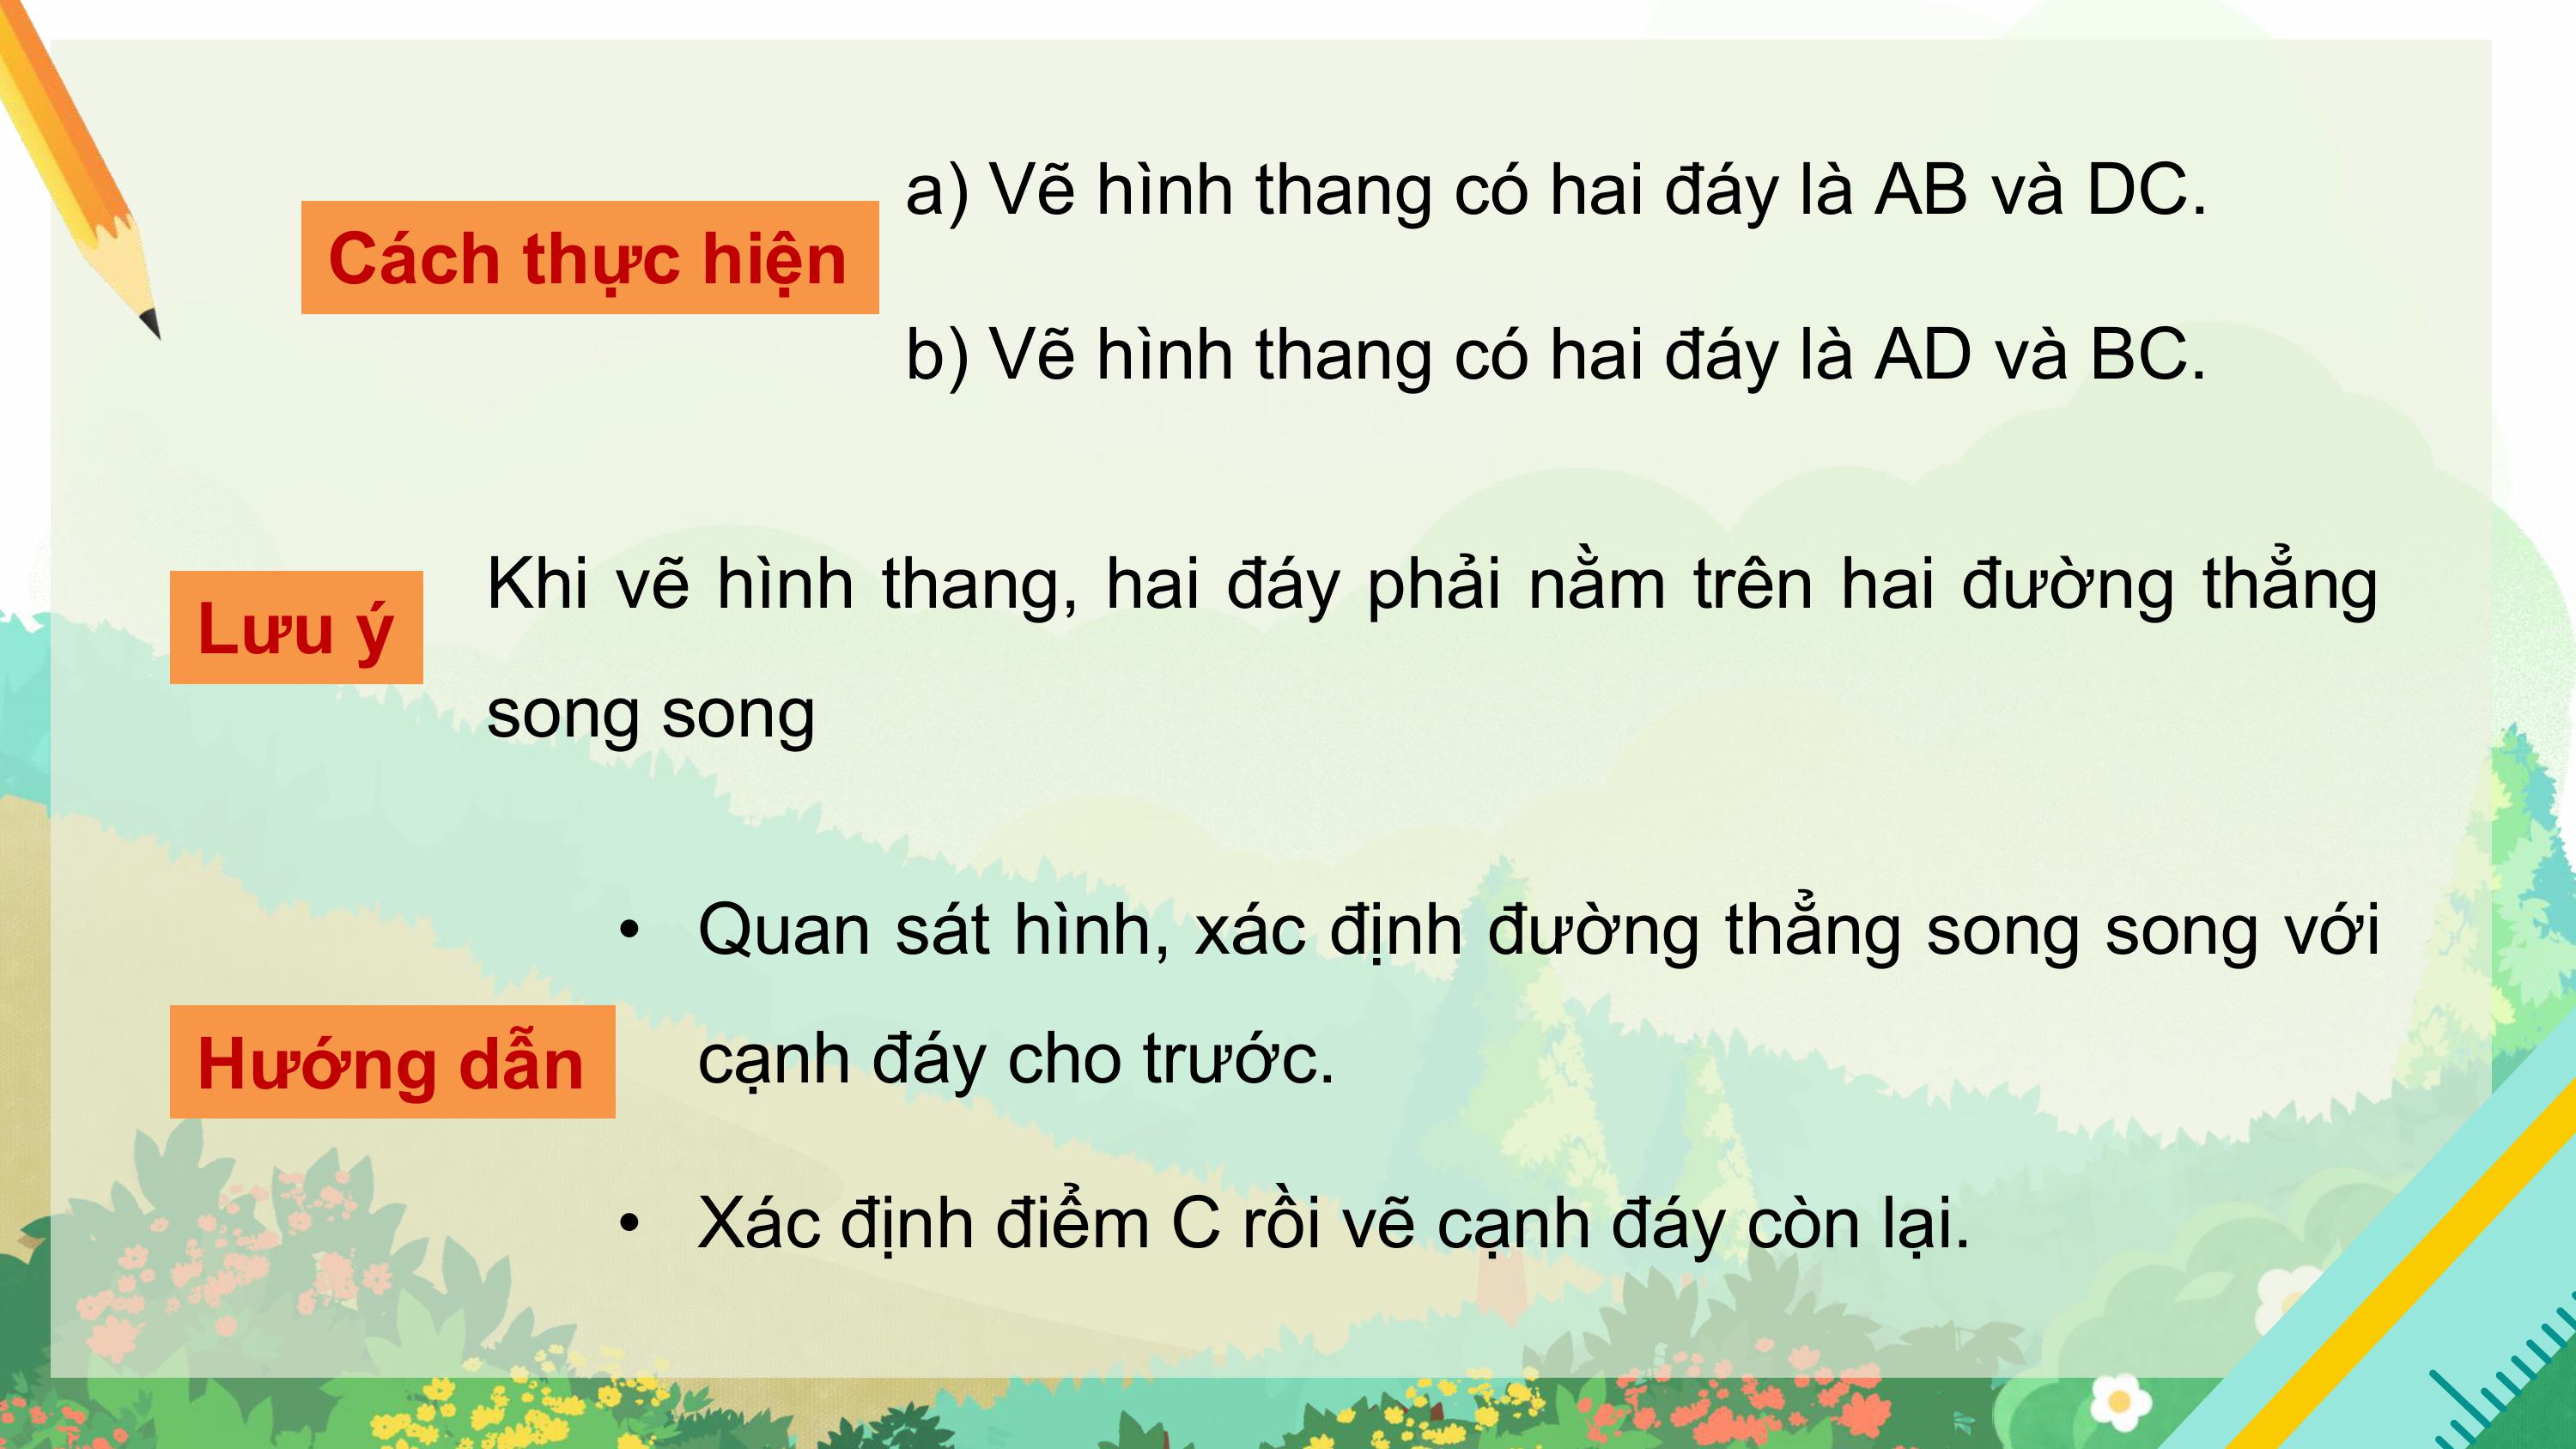 a) Vẽ hình thang có hai đáy là AB và DC.
Cách thực hiện
b) Vẽ hình thang có hai đáy là AD và BC.
Khi vẽ hình thang, hai đáy phải nằm trên hai đường thẳng
Lưu ý
song song
• Quan sát hình, xác định đường thẳng song song với
cạnh đáy cho trước.
Hướng dẫn
• Xác định điểm C rồi vẽ cạnh đáy còn lại.